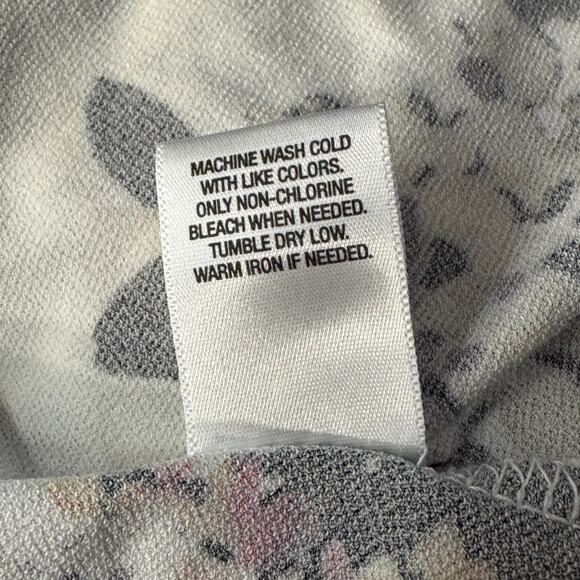 MACHINE WASH COLD
WITH LIKE COLORS.
ONLY NON-CHLORINE
BLEACH WHEN NEEDED.
TUMBLE DRY LOW.
WARM IRON IF NEEDED.